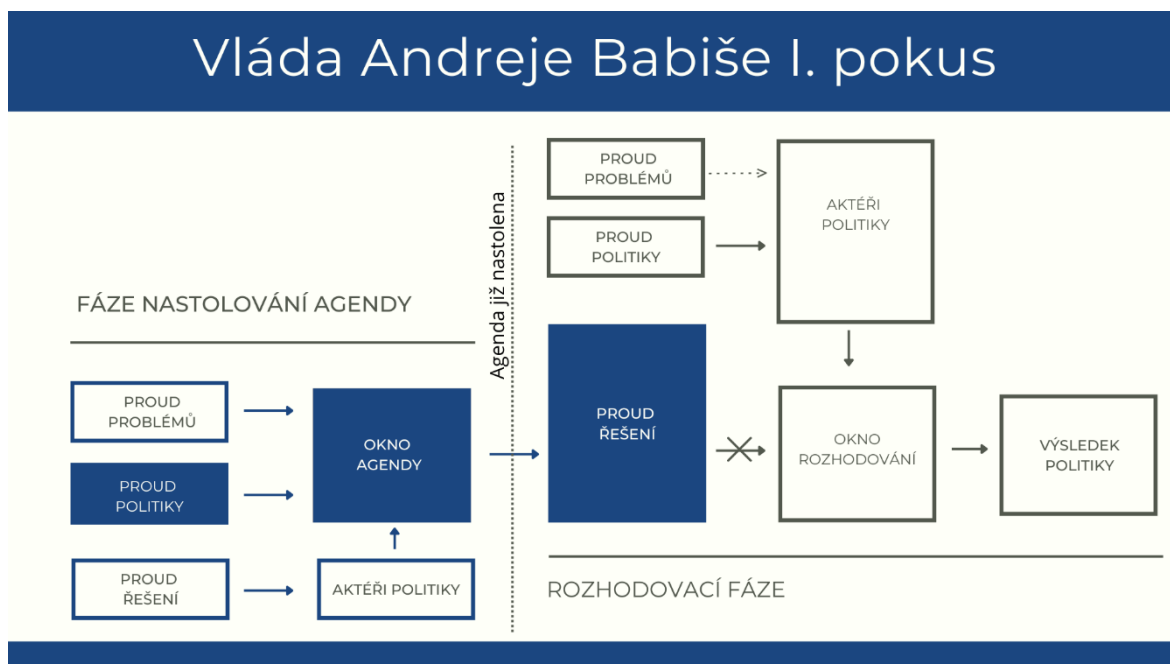 Vláda Andreje Babiše I. pokus
FÁZE NASTOLOVÁNÍ AGENDY
PROUD
PROBLÉMŮ
PROUD
POLITIKY
PROUD
ŘEŠENÍ
OKNO
AGENDY
AKTÉŘI POLITIKY
Agenda již nastolena
PROUD
PROBLÉMŮ
PROUD
POLITIKY
AKTÉŘI
POLITIKY
PROUD
ŘEŠENÍ
OKNO
ROZHODOVÁNÍ
VÝSLEDEK
POLITIKY
ROZHODOVACÍ FÁZE